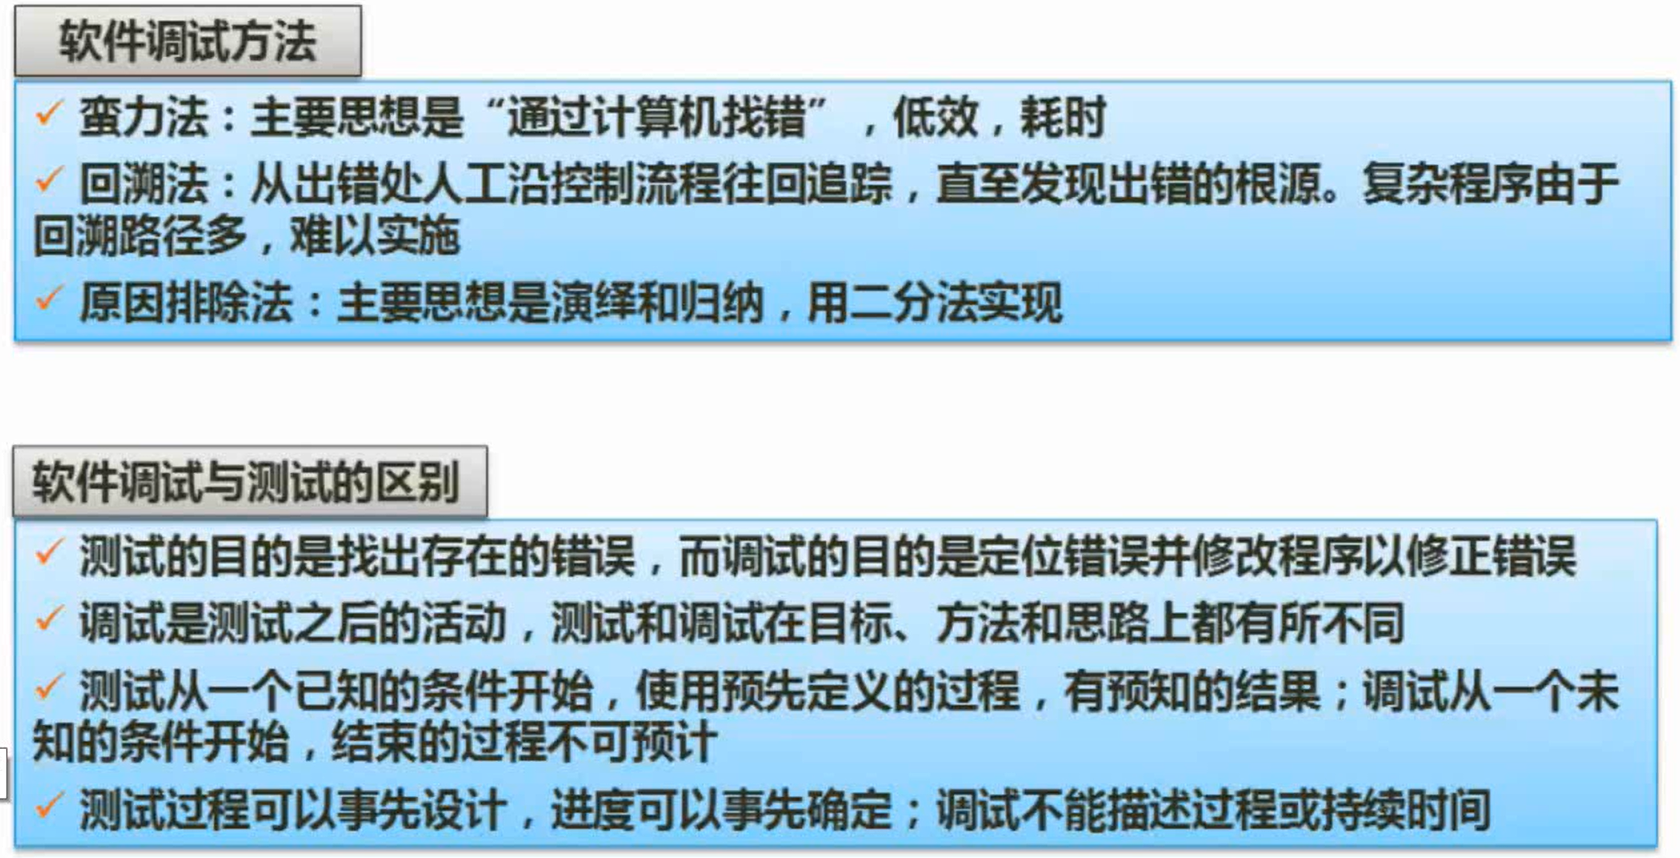 软件调试方法
蛮力法：主要思想是“通过计算机找错”，低效，耗时
回溯法：从出错处人工沿控制流程往回追踪，直至发现出错的根源。复杂程序由于
回溯路径多，难以实施
原因排除法：主要思想是演绎和归纳，用二分法实现
软件调试与测试的区别
测试的目的是找出存在的错误，而调试的目的是定位错误并修改程序以修正错误
调试是测试之后的活动，测试和调试在目标、方法和思路上都有所不同
测试从一个已知的条件开始，使用预先定义的过程，有预知的结果；调试从一个未
知的条件开始，结束的过程不可预计
测试过程可以事先设计，进度可以事先确定；调试不能描述过程或持续时间